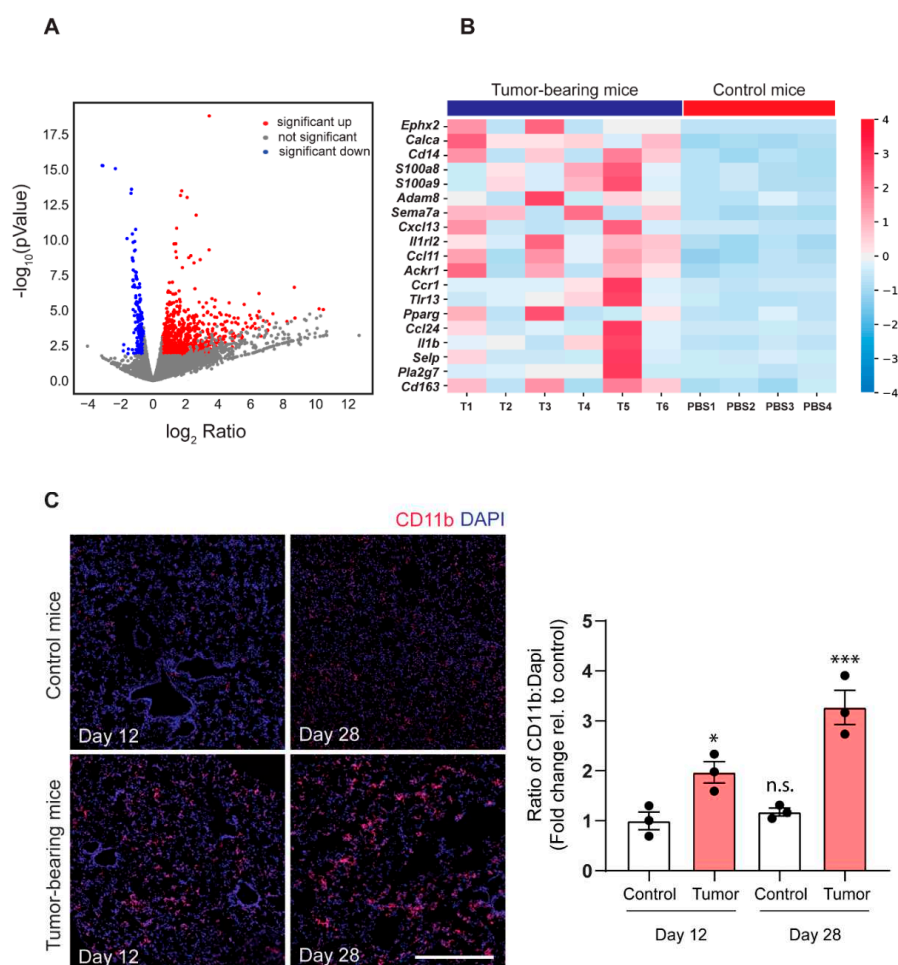 A
B
17.5
15.0
12.5
10.0
7.5
5.0
2.5
0.0
-log10(pValue)
significant up
not significant
significant down
−4 −2 0 2 4 6 8 10 12
log2 Ratio
Tumor-bearing mice Control mice
Ephx2
Calca
Cd14
S100a8
S100a9
Adam8
Sema7a
Cxcl13
Il1rl2
Ccl11
Ackr1
Ccr1
Tlr13
Pparg
Ccl24
Il1b
Selp
Pla2g7
Cd163
T1 T2 T3 T4 T5 T6 PBS1 PBS2 PBS3 PBS4
4
3
2
1
0
−1
−2
−3
−4
C
CD11b DAPI
Control mice
Day 12 Day 28
Tumor-bearing mice
Day 12 Day 28
Ratio of CD11b:Dapi
(Fold change rel. to control)
5
4
3
2
1
0
*
n.s.
***
Control Tumor Control Tumor
Day 12 Day 28